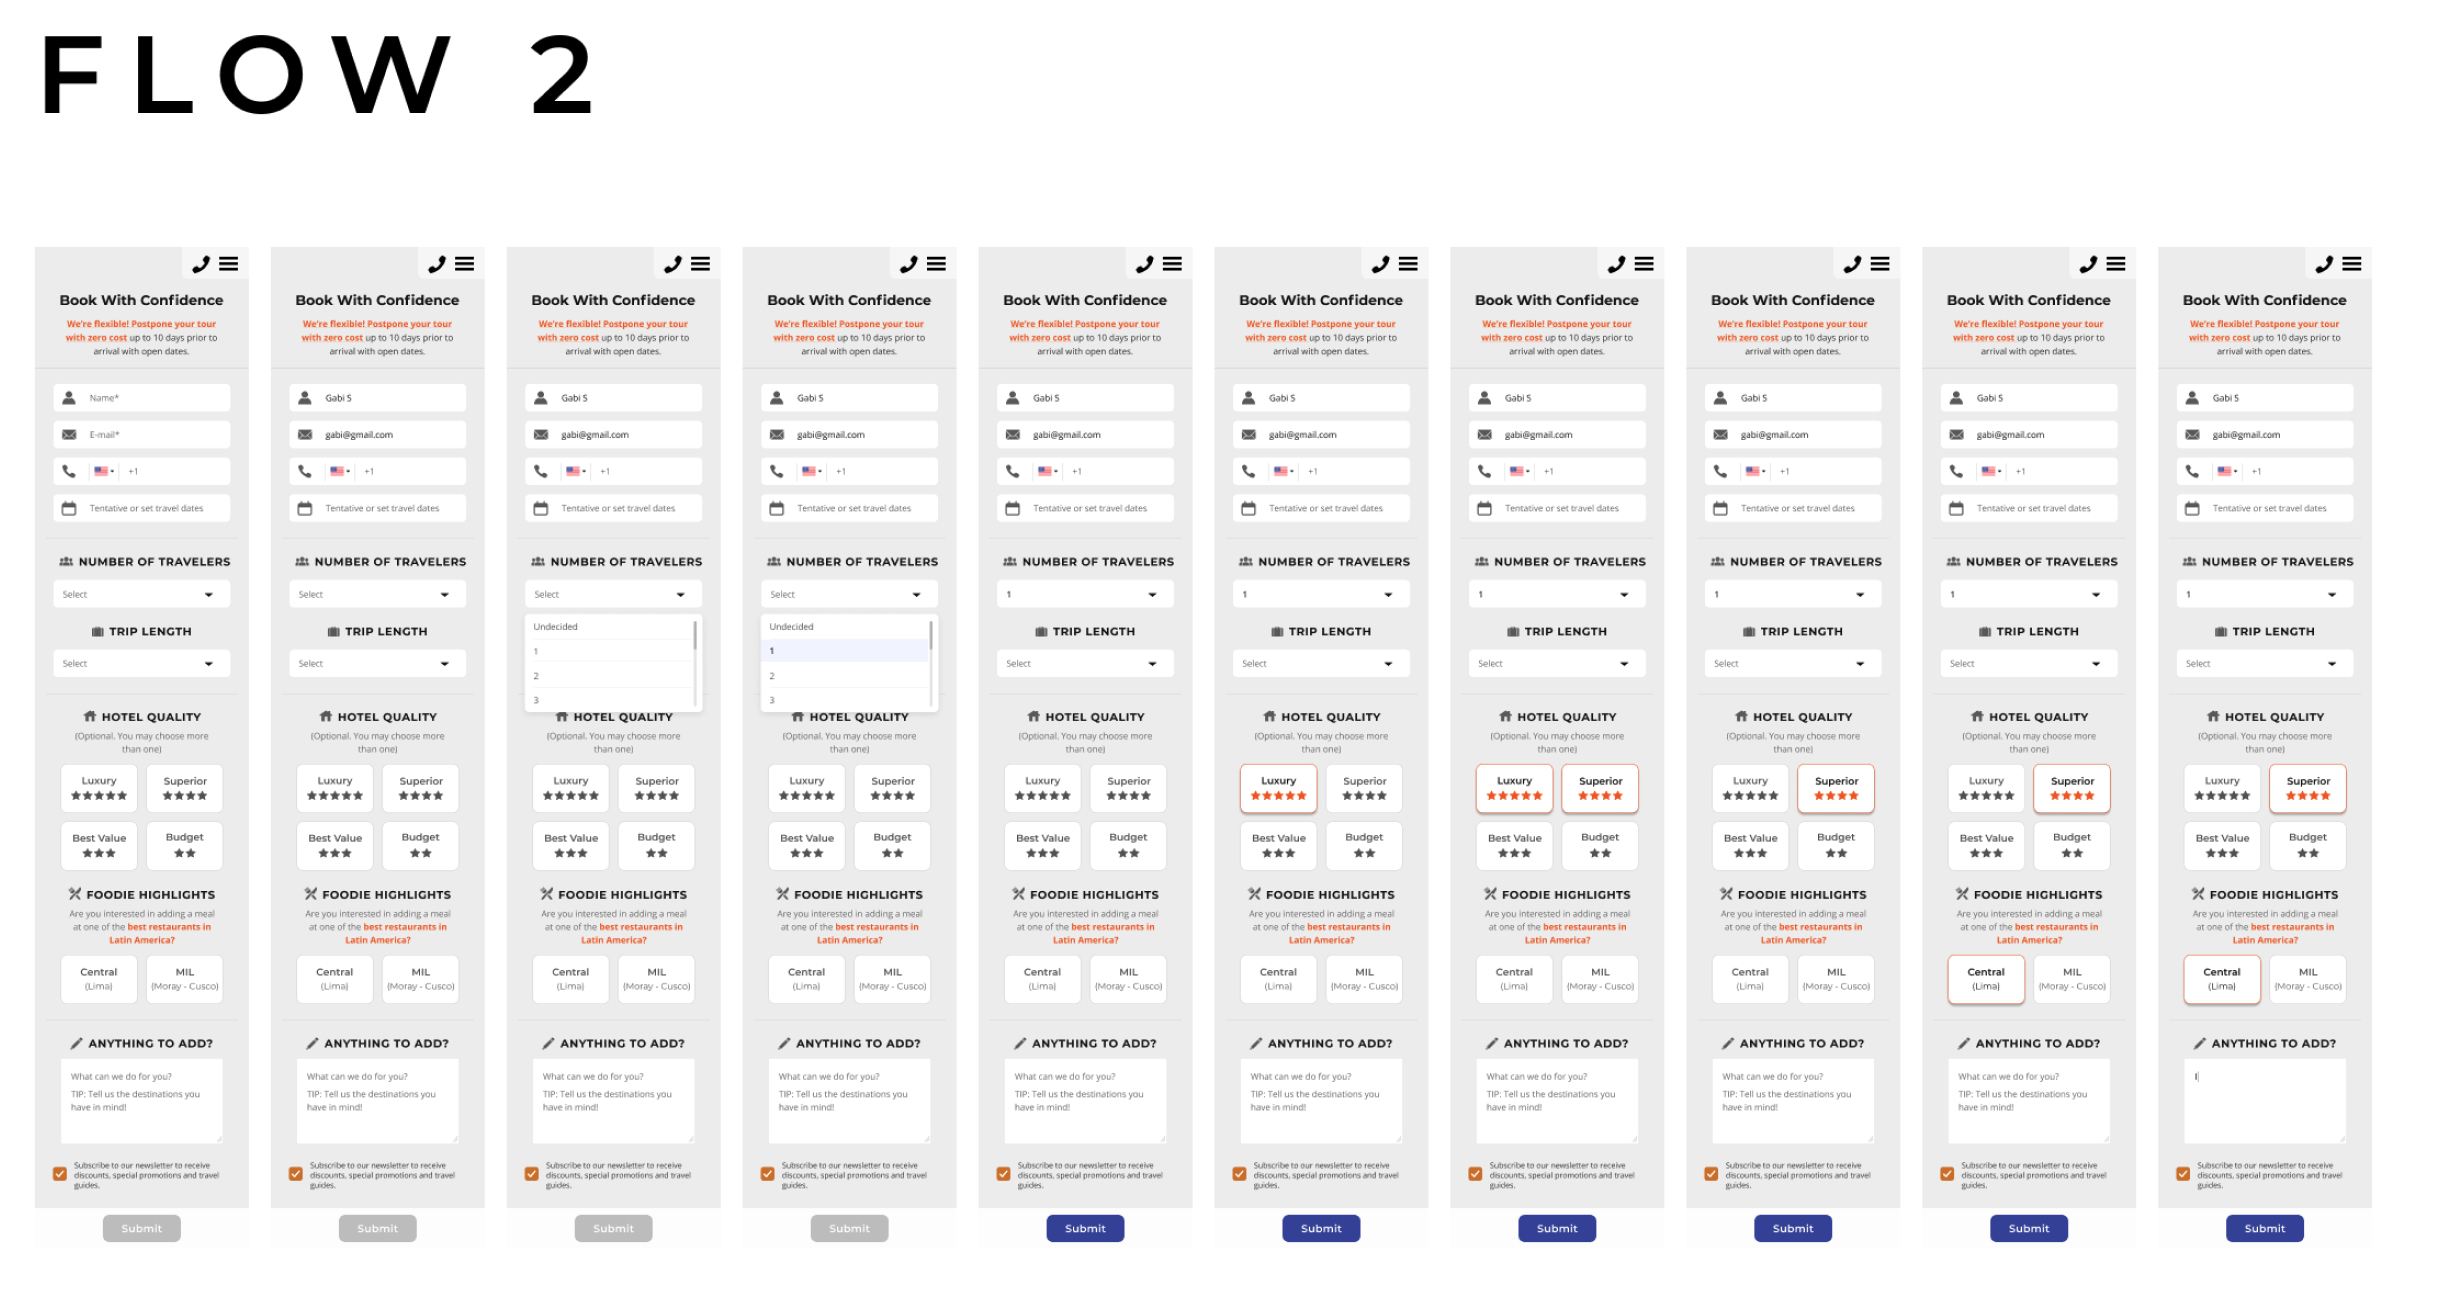 FLOW 2
Book With Confidence
We're flexible! Postpone your tour
with zero cost up to 10 days prior to
arrival with open dates.
Name*
E-mail*
+1
Tentative or set travel dates
NUMBER OF TRAVELERS
Select
TRIP LENGTH
Select
HOTEL QUALITY
(Optional. You may choose more
than one)
Luxury
Superior
Best Value
Budget
FOODIE HIGHLIGHTS
Are you interested in adding a meal
at one of the best restaurants in
Latin America?
Central
(Lima)
MIL
(Moray - Cusco)
ANYTHING TO ADD?
What can we do for you?
TIP: Tell us the destinations you
have in mind!
Subscribe to our newsletter to receive
discounts, special promotions and travel
guides.
Submit
Book With Confidence
We're flexible! Postpone your tour
with zero cost up to 10 days prior to
arrival with open dates.
Gabi S
gabi@gmail.com
+1
Tentative or set travel dates
NUMBER OF TRAVELERS
Select
TRIP LENGTH
Select
HOTEL QUALITY
(Optional. You may choose more
than one)
Luxury
Superior
Best Value
Budget
FOODIE HIGHLIGHTS
Are you interested in adding a meal
at one of the best restaurants in
Latin America?
Central
(Lima)
MIL
(Moray - Cusco)
ANYTHING TO ADD?
What can we do for you?
TIP: Tell us the destinations you
have in mind!
Subscribe to our newsletter to receive
discounts, special promotions and travel
guides.
Submit
Book With Confidence
We're flexible! Postpone your tour
with zero cost up to 10 days prior to
arrival with open dates.
Gabi S
gabi@gmail.com
+1
Tentative or set travel dates
NUMBER OF TRAVELERS
Select
Undecided
1
2
3
HOTEL QUALITY
(Optional. You may choose more
than one)
Luxury
Superior
Best Value
Budget
FOODIE HIGHLIGHTS
Are you interested in adding a meal
at one of the best restaurants in
Latin America?
Central
(Lima)
MIL
(Moray - Cusco)
ANYTHING TO ADD?
What can we do for you?
TIP: Tell us the destinations you
have in mind!
Subscribe to our newsletter to receive
discounts, special promotions and travel
guides.
Submit
Book With Confidence
We're flexible! Postpone your tour
with zero cost up to 10 days prior to
arrival with open dates.
Gabi S
gabi@gmail.com
+1
Tentative or set travel dates
NUMBER OF TRAVELERS
Select
Undecided
1
2
3
HOTEL QUALITY
(Optional. You may choose more
than one)
Luxury
Superior
Best Value
Budget
FOODIE HIGHLIGHTS
Are you interested in adding a meal
at one of the best restaurants in
Latin America?
Central
(Lima)
MIL
(Moray - Cusco)
ANYTHING TO ADD?
What can we do for you?
TIP: Tell us the destinations you
have in mind!
Subscribe to our newsletter to receive
discounts, special promotions and travel
guides.
Submit
Book With Confidence
We're flexible! Postpone your tour
with zero cost up to 10 days prior to
arrival with open dates.
Gabi S
gabi@gmail.com
+1
Tentative or set travel dates
NUMBER OF TRAVELERS
1
TRIP LENGTH
Select
HOTEL QUALITY
(Optional. You may choose more
than one)
Luxury
Superior
Best Value
Budget
FOODIE HIGHLIGHTS
Are you interested in adding a meal
at one of the best restaurants in
Latin America?
Central
(Lima)
MIL
(Moray - Cusco)
ANYTHING TO ADD?
What can we do for you?
TIP: Tell us the destinations you
have in mind!
Subscribe to our newsletter to receive
discounts, special promotions and travel
guides.
Submit
Book With Confidence
We're flexible! Postpone your tour
with zero cost up to 10 days prior to
arrival with open dates.
Gabi S
gabi@gmail.com
+1
Tentative or set travel dates
NUMBER OF TRAVELERS
1
TRIP LENGTH
Select
HOTEL QUALITY
(Optional. You may choose more
than one)
Luxury
Superior
Best Value
Budget
FOODIE HIGHLIGHTS
Are you interested in adding a meal
at one of the best restaurants in
Latin America?
Central
(Lima)
MIL
(Moray - Cusco)
ANYTHING TO ADD?
What can we do for you?
TIP: Tell us the destinations you
have in mind!
Subscribe to our newsletter to receive
discounts, special promotions and travel
guides.
Submit
Book With Confidence
We're flexible! Postpone your tour
with zero cost up to 10 days prior to
arrival with open dates.
Gabi S
gabi@gmail.com
+1
Tentative or set travel dates
NUMBER OF TRAVELERS
1
TRIP LENGTH
Select
HOTEL QUALITY
(Optional. You may choose more
than one)
Luxury
Superior
Best Value
Budget
FOODIE HIGHLIGHTS
Are you interested in adding a meal
at one of the best restaurants in
Latin America?
Central
(Lima)
MIL
(Moray - Cusco)
ANYTHING TO ADD?
What can we do for you?
TIP: Tell us the destinations you
have in mind!
Subscribe to our newsletter to receive
discounts, special promotions and travel
guides.
Submit
Book With Confidence
We're flexible! Postpone your tour
with zero cost up to 10 days prior to
arrival with open dates.
Gabi S
gabi@gmail.com
+1
Tentative or set travel dates
NUMBER OF TRAVELERS
1
TRIP LENGTH
Select
HOTEL QUALITY
(Optional. You may choose more
than one)
Luxury
Superior
Best Value
Budget
FOODIE HIGHLIGHTS
Are you interested in adding a meal
at one of the best restaurants in
Latin America?
Central
(Lima)
MIL
(Moray - Cusco)
ANYTHING TO ADD?
What can we do for you?
TIP: Tell us the destinations you
have in mind!
Subscribe to our newsletter to receive
discounts, special promotions and travel
guides.
Submit
Book With Confidence
We're flexible! Postpone your tour
with zero cost up to 10 days prior to
arrival with open dates.
Gabi S
gabi@gmail.com
+1
Tentative or set travel dates
NUMBER OF TRAVELERS
1
TRIP LENGTH
Select
HOTEL QUALITY
(Optional. You may choose more
than one)
Luxury
Superior
Best Value
Budget
FOODIE HIGHLIGHTS
Are you interested in adding a meal
at one of the best restaurants in
Latin America?
Central
(Lima)
MIL
(Moray - Cusco)
ANYTHING TO ADD?
What can we do for you?
TIP: Tell us the destinations you
have in mind!
Subscribe to our newsletter to receive
discounts, special promotions and travel
guides.
Submit
Book With Confidence
We're flexible! Postpone your tour
with zero cost up to 10 days prior to
arrival with open dates.
Gabi S
gabi@gmail.com
+1
Tentative or set travel dates
NUMBER OF TRAVELERS
1
TRIP LENGTH
Select
HOTEL QUALITY
(Optional. You may choose more
than one)
Luxury
Superior
Best Value
Budget
FOODIE HIGHLIGHTS
Are you interested in adding a meal
at one of the best restaurants in
Latin America?
Central
(Lima)
MIL
(Moray - Cusco)
ANYTHING TO ADD?
I
Subscribe to our newsletter to receive
discounts, special promotions and travel
guides.
Submit